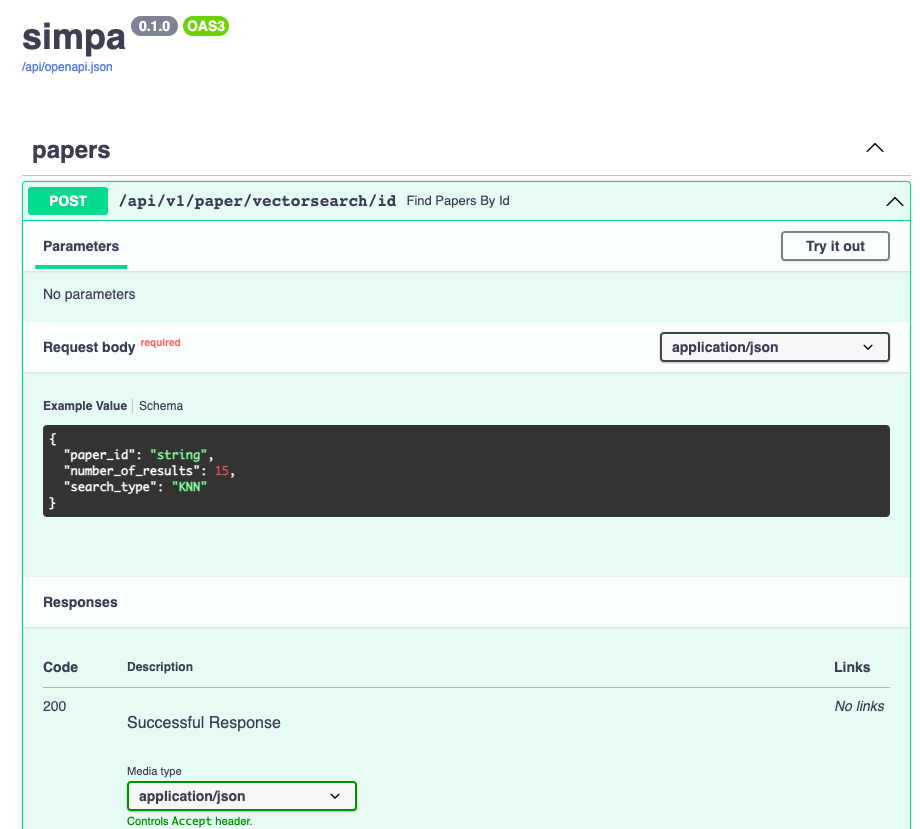 simpa 0.1.0 OAS3
/api/openapi.json
papers
POST /api/v1/paper/vectorsearch/id Find Papers By Id
Parameters Try it out
No parameters
Request body required application/json
Example Value Schema
{
"paper_id": "string",
"number_of_results": 15,
"search_type": "KNN"
}
Responses
Code Description Links
200 No links
Successful Response
Media type
application/json
Controls Accept header.